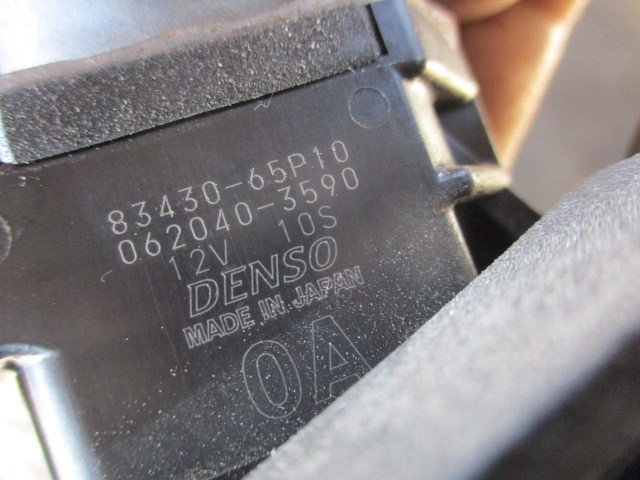 83430-65P10
062040-3590
12V 10S
DENSO
MADE IN JAPAN
0A